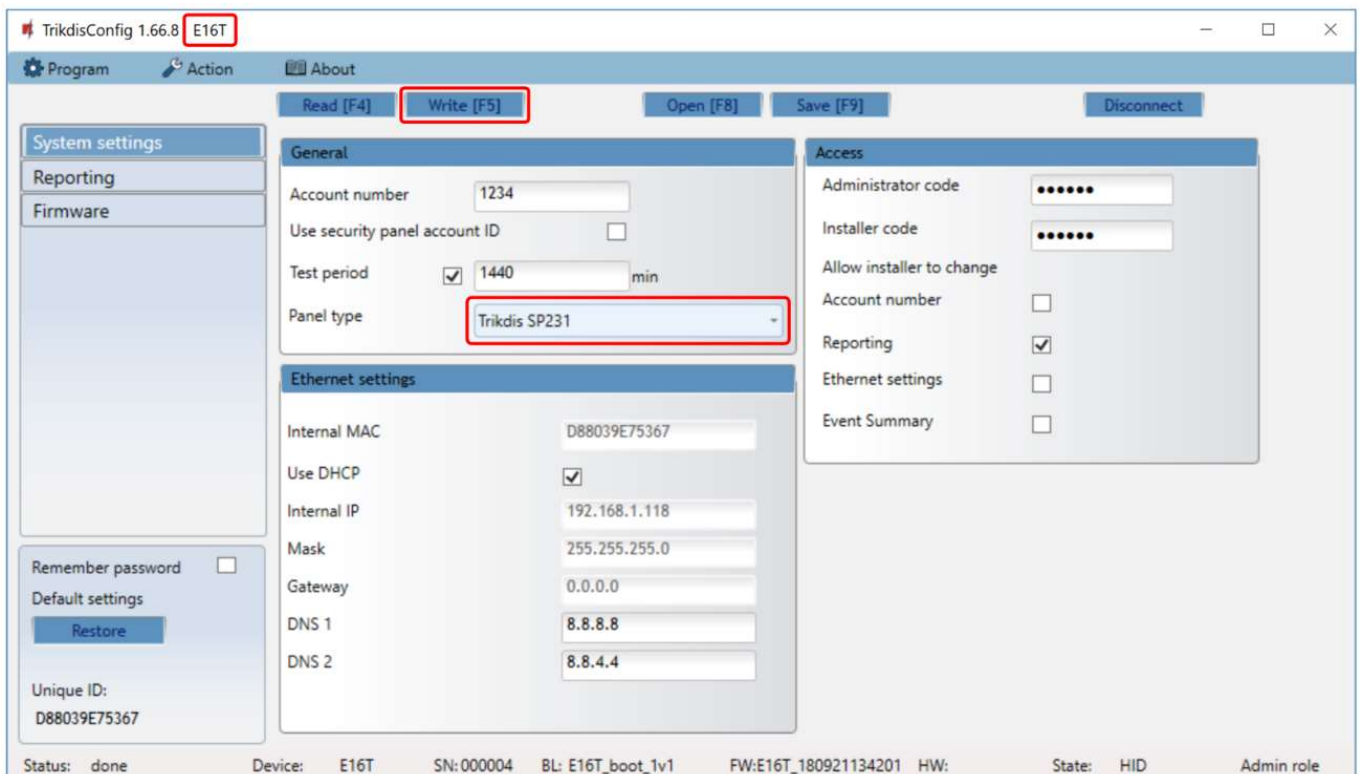 TrikdisConfig 1.66.8 E16T
Program Action About
Read [F4] Write [F5] Open [F8] Save [F9] Disconnect
System settings
Reporting
Firmware
General
Account number 1234
Use security panel account ID
Test period 1440 min
Panel type Trikdis SP231
Ethernet settings
Internal MAC D88039E75367
Use DHCP
Internal IP 192.168.1.118
Mask 255.255.255.0
Gateway 0.0.0.0
DNS 1 8.8.8.8
DNS 2 8.8.4.4
Access
Administrator code ••••••
Installer code ••••••
Allow installer to change
Account number
Reporting
Ethernet settings
Event Summary
Remember password
Default settings
Restore
Unique ID:
D88039E75367
Status: done Device: E16T SN:000004 BL: E16T_boot_1v1 FW:E16T_180921134201 HW: State: HID Admin role